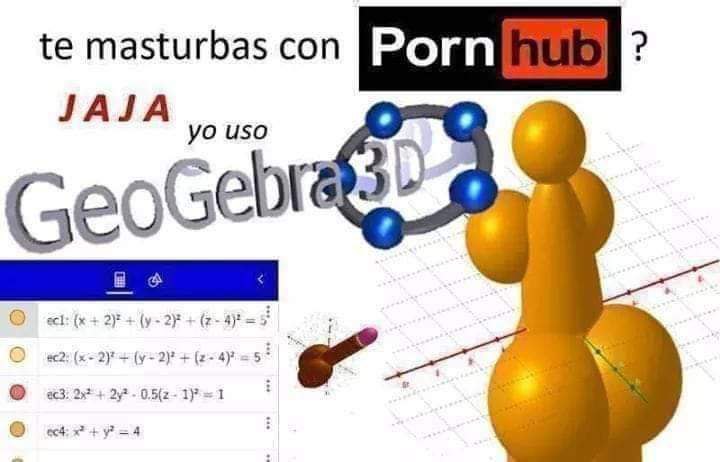 te masturbas con Porn hub ?
JAJA
yo uso
GeoGebra 3D
ec1: (x + 2)² + (y - 2)² + (z - 4)² = 5
ec2: (x - 2)² + (y - 2)² + (z - 4)² = 5
ec3: 2x² + 2y² - 0.5(z - 1)² = 1
ec4: x² + y² = 4